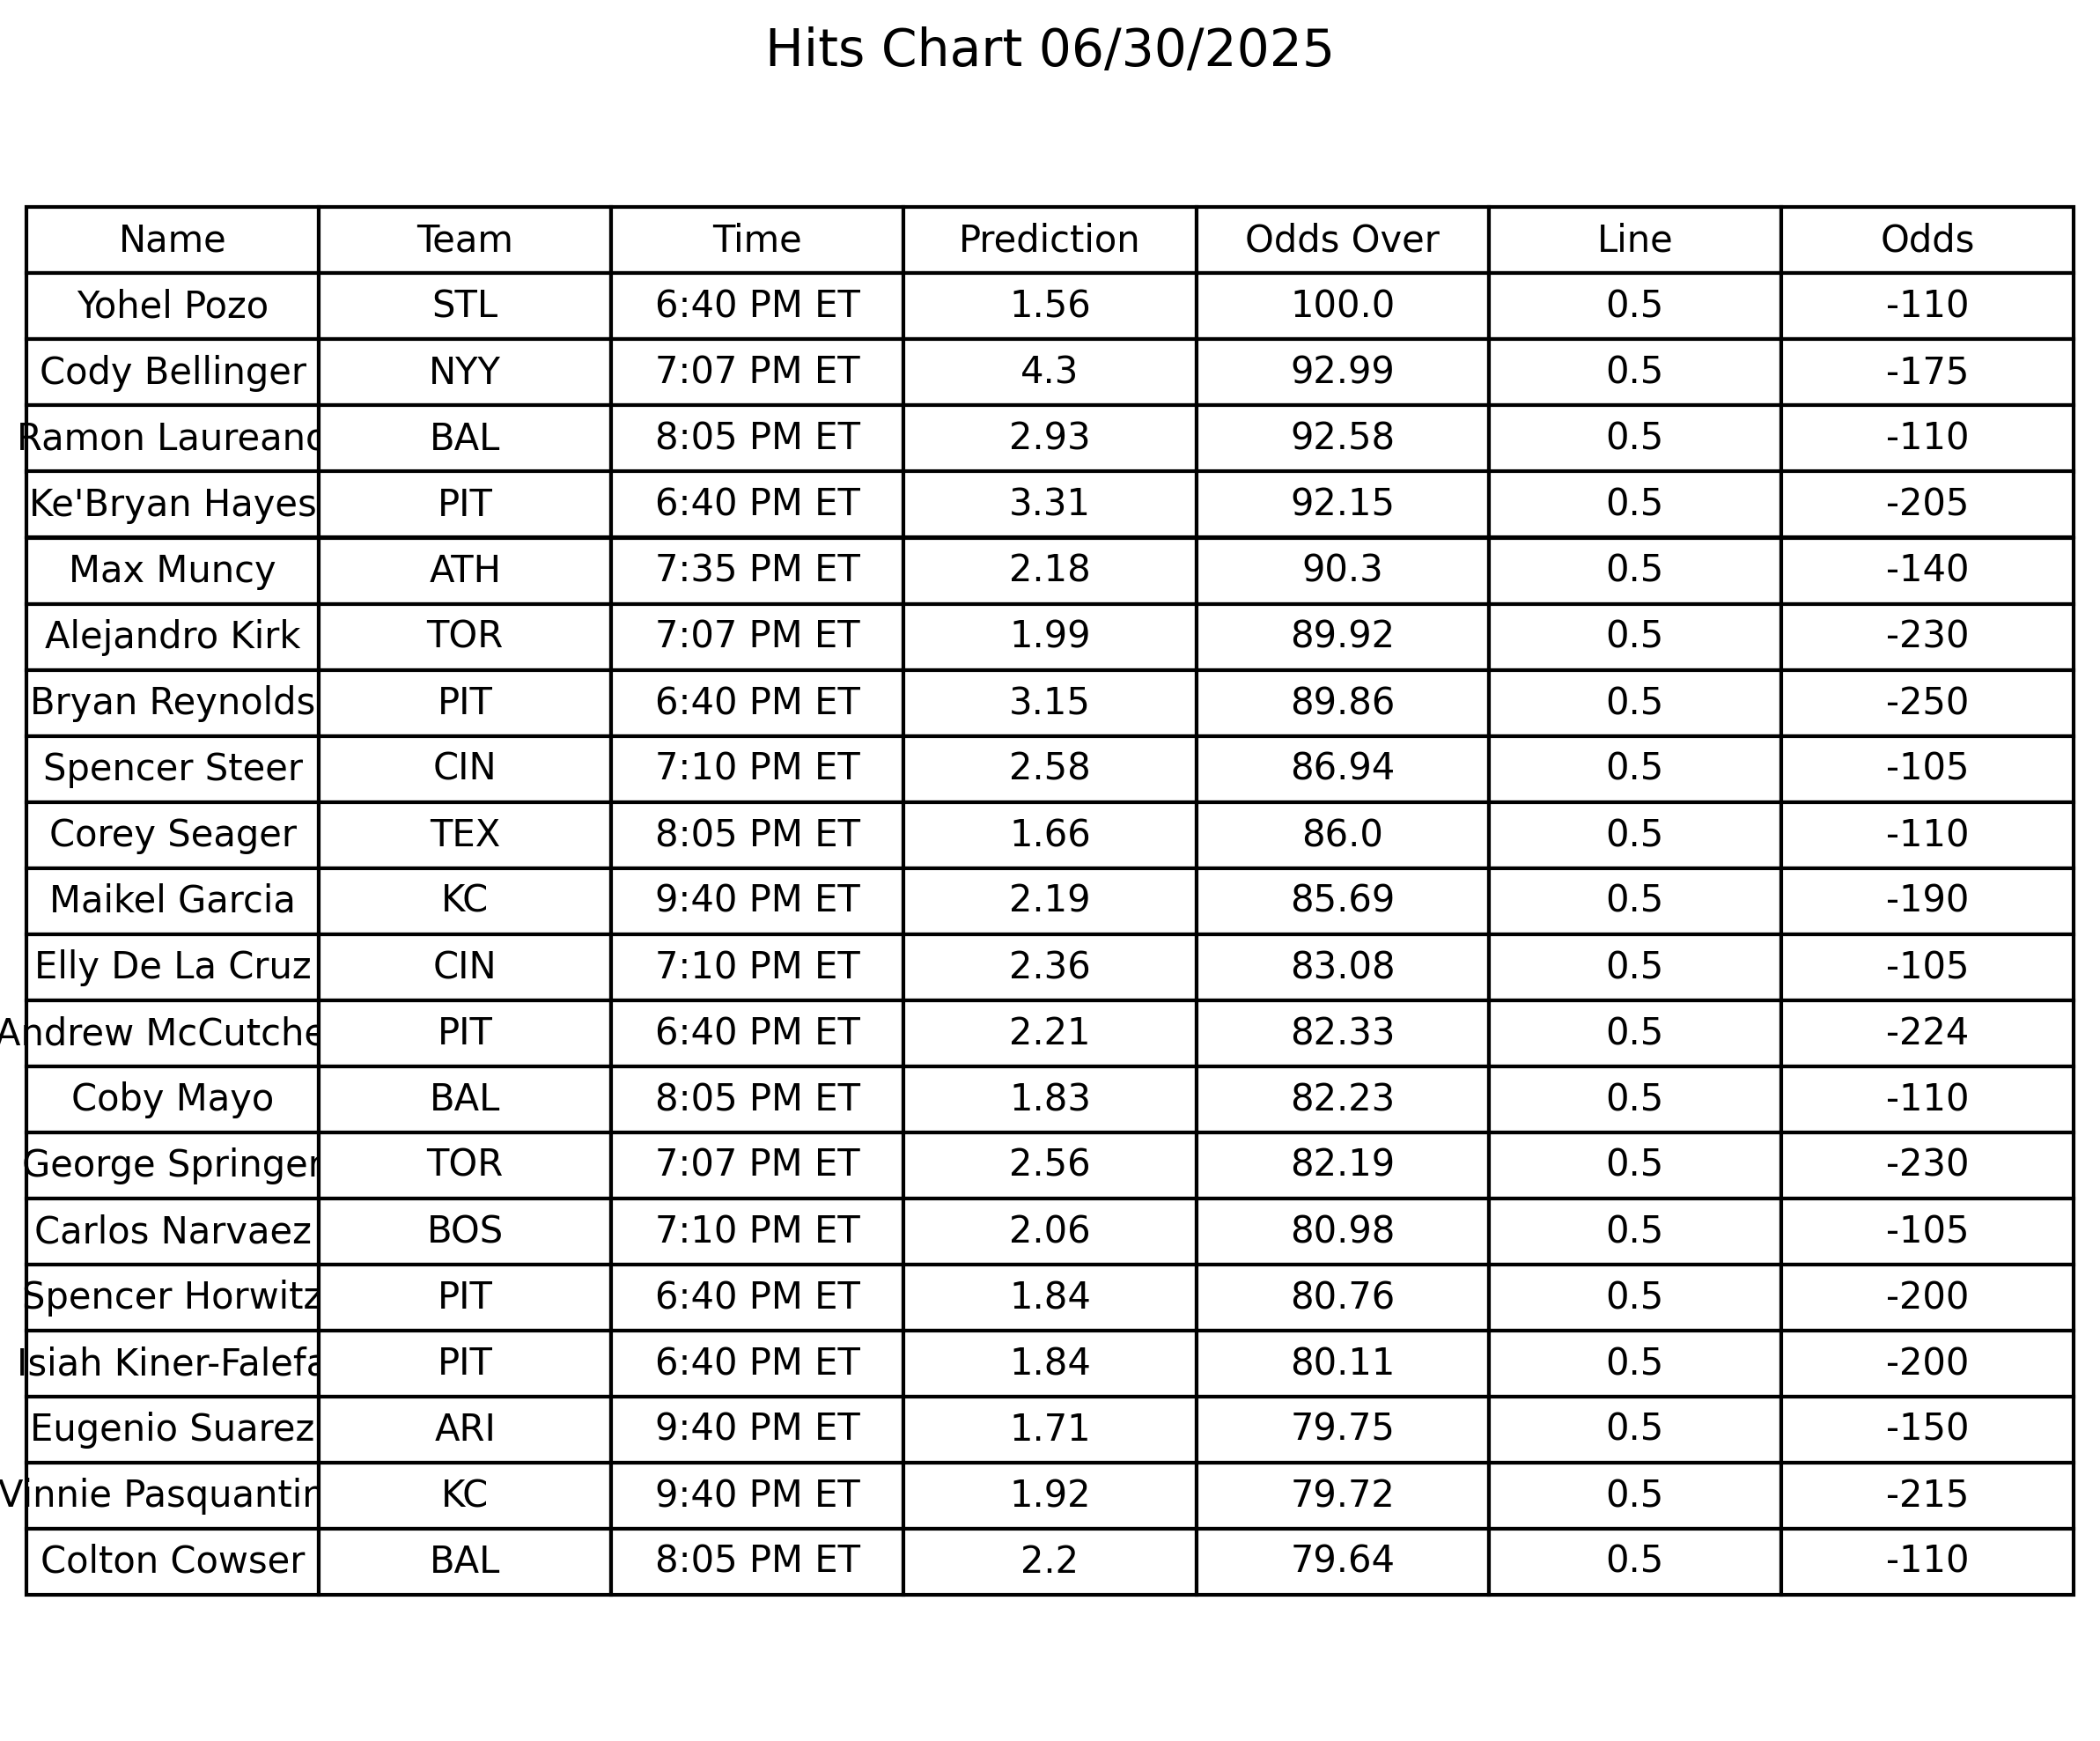 Hits Chart 06/30/2025
Name Team Time Prediction Odds Over Line Odds
Yohel Pozo STL 6:40 PM ET 1.56 100.0 0.5 -110
Cody Bellinger NYY 7:07 PM ET 4.3 92.99 0.5 -175
Ramon Laureano BAL 8:05 PM ET 2.93 92.58 0.5 -110
Ke'Bryan Hayes PIT 6:40 PM ET 3.31 92.15 0.5 -205
Max Muncy ATH 7:35 PM ET 2.18 90.3 0.5 -140
Alejandro Kirk TOR 7:07 PM ET 1.99 89.92 0.5 -230
Bryan Reynolds PIT 6:40 PM ET 3.15 89.86 0.5 -250
Spencer Steer CIN 7:10 PM ET 2.58 86.94 0.5 -105
Corey Seager TEX 8:05 PM ET 1.66 86.0 0.5 -110
Maikel Garcia KC 9:40 PM ET 2.19 85.69 0.5 -190
Elly De La Cruz CIN 7:10 PM ET 2.36 83.08 0.5 -105
Andrew McCutche PIT 6:40 PM ET 2.21 82.33 0.5 -224
Coby Mayo BAL 8:05 PM ET 1.83 82.23 0.5 -110
George Springer TOR 7:07 PM ET 2.56 82.19 0.5 -230
Carlos Narvaez BOS 7:10 PM ET 2.06 80.98 0.5 -105
Spencer Horwitz PIT 6:40 PM ET 1.84 80.76 0.5 -200
Isiah Kiner-Falefa PIT 6:40 PM ET 1.84 80.11 0.5 -200
Eugenio Suarez ARI 9:40 PM ET 1.71 79.75 0.5 -150
Vinnie Pasquantin KC 9:40 PM ET 1.92 79.72 0.5 -215
Colton Cowser BAL 8:05 PM ET 2.2 79.64 0.5 -110